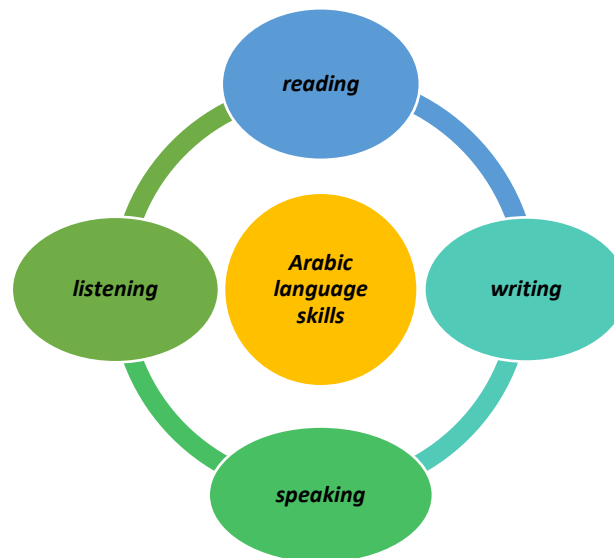 reading
listening
Arabic
language
skills
writing
speaking